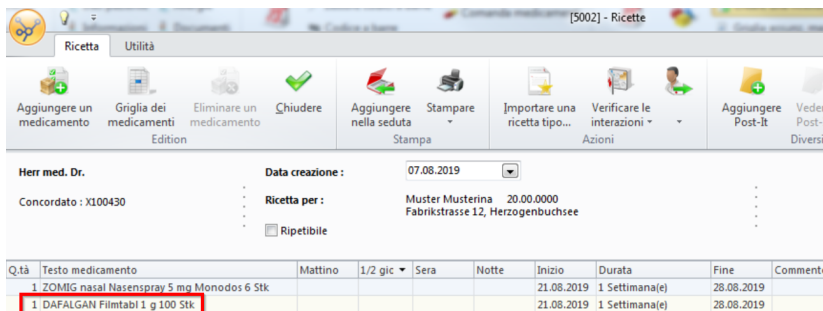 [5002] - Ricette
Ricetta Utilità
Aggiungere un medicamento
Griglia dei medicamenti
Eliminare un medicamento
Chiudere
Edition
Aggiungere nella seduta
Stampare
Stampa
Importare una ricetta tipo...
Verificare le interazioni
Azioni
Aggiungere Post-It
Diversi
Herr med. Dr.
Data creazione : 07.08.2019
Concordato : X100430
Ricetta per : Muster Musterina 20.00.0000
Fabrikstrasse 12, Herzogenbuchsee
Ripetibile
Q.tà Testo medicamento Mattino 1/2 gic Sera Notte Inizio Durata Fine Comment
1 ZOMIG nasal Nasenspray 5 mg Monodos 6 Stk 21.08.2019 1 Settimana(e) 28.08.2019
1 DAFALGAN Filmtabl 1 g 100 Stk 21.08.2019 1 Settimana(e) 28.08.2019